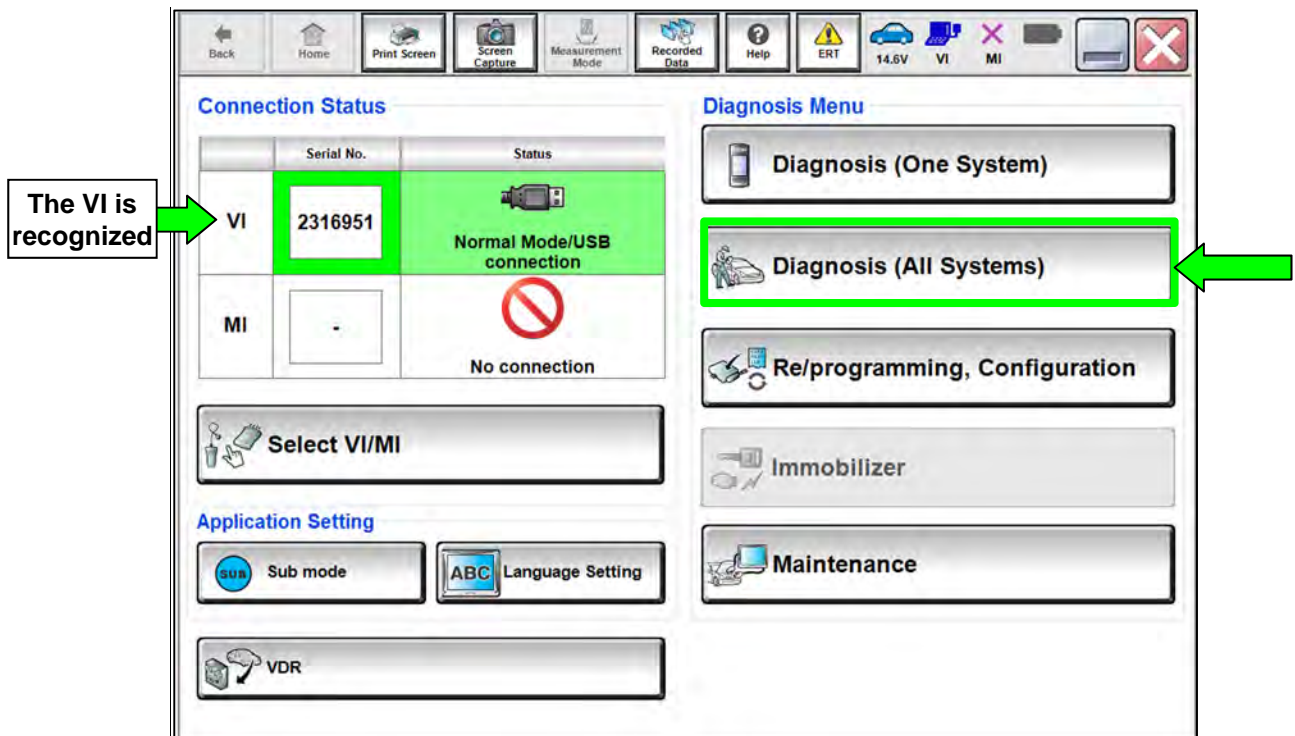 Back
Home
Print Screen
Screen
Capture
Measurement
Mode
Recorded
Data
Help
ERT
14.6V
VI
MI
Connection Status
Serial No.
Status
The VI is
recognized
VI
2316951
Normal Mode/USB
connection
MI
-
No connection
Select VI/MI
Application Setting
SUB
Sub mode
ABC
Language Setting
VDR
Diagnosis Menu
Diagnosis (One System)
Diagnosis (All Systems)
Re/programming, Configuration
Immobilizer
Maintenance